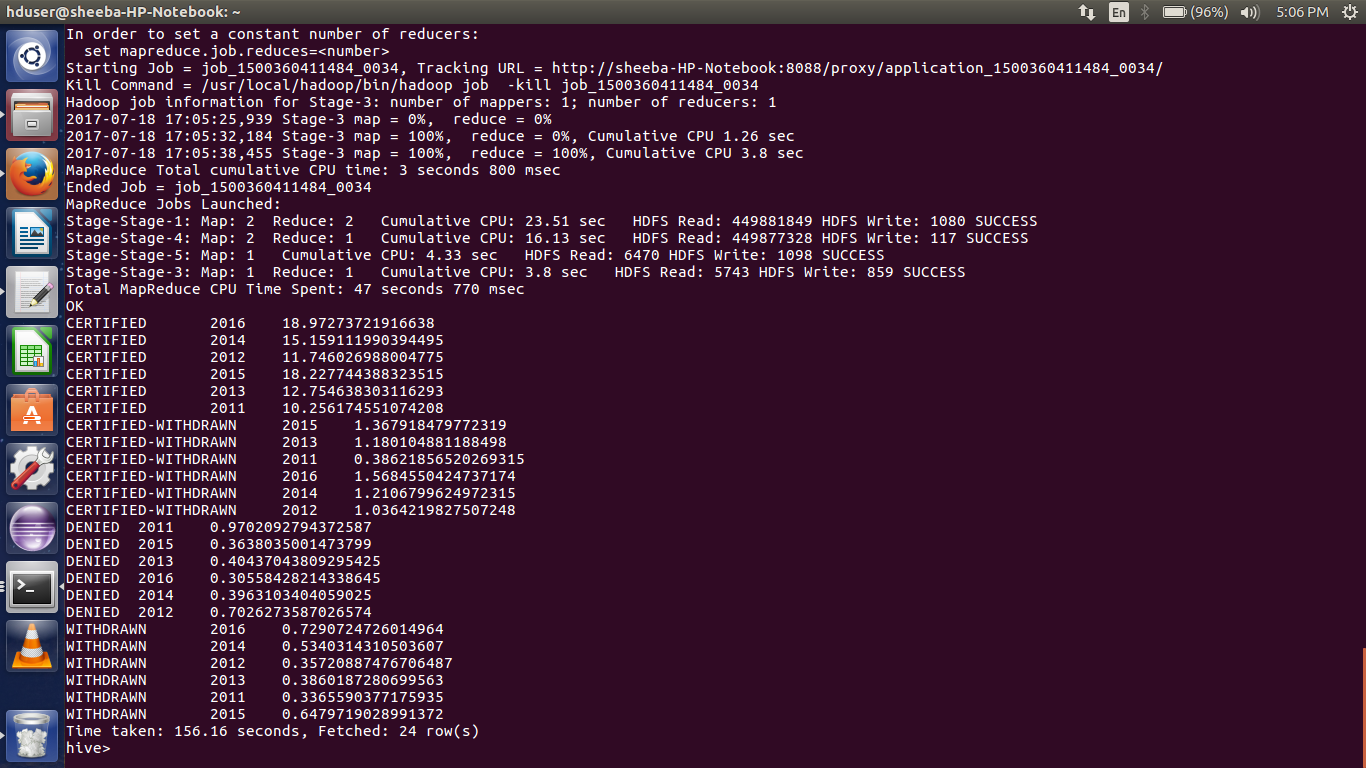 hduser@sheeba-HP-Notebook: ~
En
(96%)
5:06 PM
In order to set a constant number of reducers:
  set mapreduce.job.reduces=<number>
Starting Job = job_1500360411484_0034, Tracking URL = http://sheeba-HP-Notebook:8088/proxy/application_1500360411484_0034/
Kill Command = /usr/local/hadoop/bin/hadoop job  -kill job_1500360411484_0034
Hadoop job information for Stage-3: number of mappers: 1; number of reducers: 1
2017-07-18 17:05:25,939 Stage-3 map = 0%,  reduce = 0%
2017-07-18 17:05:32,184 Stage-3 map = 100%,  reduce = 0%, Cumulative CPU 1.26 sec
2017-07-18 17:05:38,455 Stage-3 map = 100%,  reduce = 100%, Cumulative CPU 3.8 sec
MapReduce Total cumulative CPU time: 3 seconds 800 msec
Ended Job = job_1500360411484_0034
MapReduce Jobs Launched:
Stage-Stage-1: Map: 2  Reduce: 2   Cumulative CPU: 23.51 sec   HDFS Read: 449881849 HDFS Write: 1080 SUCCESS
Stage-Stage-4: Map: 2  Reduce: 1   Cumulative CPU: 16.13 sec   HDFS Read: 449877328 HDFS Write: 117 SUCCESS
Stage-Stage-5: Map: 1   Cumulative CPU: 4.33 sec   HDFS Read: 6470 HDFS Write: 1098 SUCCESS
Stage-Stage-3: Map: 1  Reduce: 1   Cumulative CPU: 3.8 sec   HDFS Read: 5743 HDFS Write: 859 SUCCESS
Total MapReduce CPU Time Spent: 47 seconds 770 msec
OK
CERTIFIED       2016    18.97273721916638
CERTIFIED       2014    15.159111990394495
CERTIFIED       2012    11.746026988004775
CERTIFIED       2015    18.227744388323515
CERTIFIED       2013    12.754638303116293
CERTIFIED       2011    10.256174551074208
CERTIFIED-WITHDRAWN     2015    1.367918479772319
CERTIFIED-WITHDRAWN     2013    1.180104881188498
CERTIFIED-WITHDRAWN     2011    0.38621856520269315
CERTIFIED-WITHDRAWN     2016    1.5684550424737174
CERTIFIED-WITHDRAWN     2014    1.2106799624972315
CERTIFIED-WITHDRAWN     2012    1.0364219827507248
DENIED  2011    0.9702092794372587
DENIED  2015    0.3638035001473799
DENIED  2013    0.40437043809295425
DENIED  2016    0.30558428214338645
DENIED  2014    0.3963103404059025
DENIED  2012    0.7026273587026574
WITHDRAWN       2016    0.7290724726014964
WITHDRAWN       2014    0.5340314310503607
WITHDRAWN       2012    0.35720887476706487
WITHDRAWN       2013    0.3860187280699563
WITHDRAWN       2011    0.3365590377175935
WITHDRAWN       2015    0.6479719028991372
Time taken: 156.16 seconds, Fetched: 24 row(s)
hive>